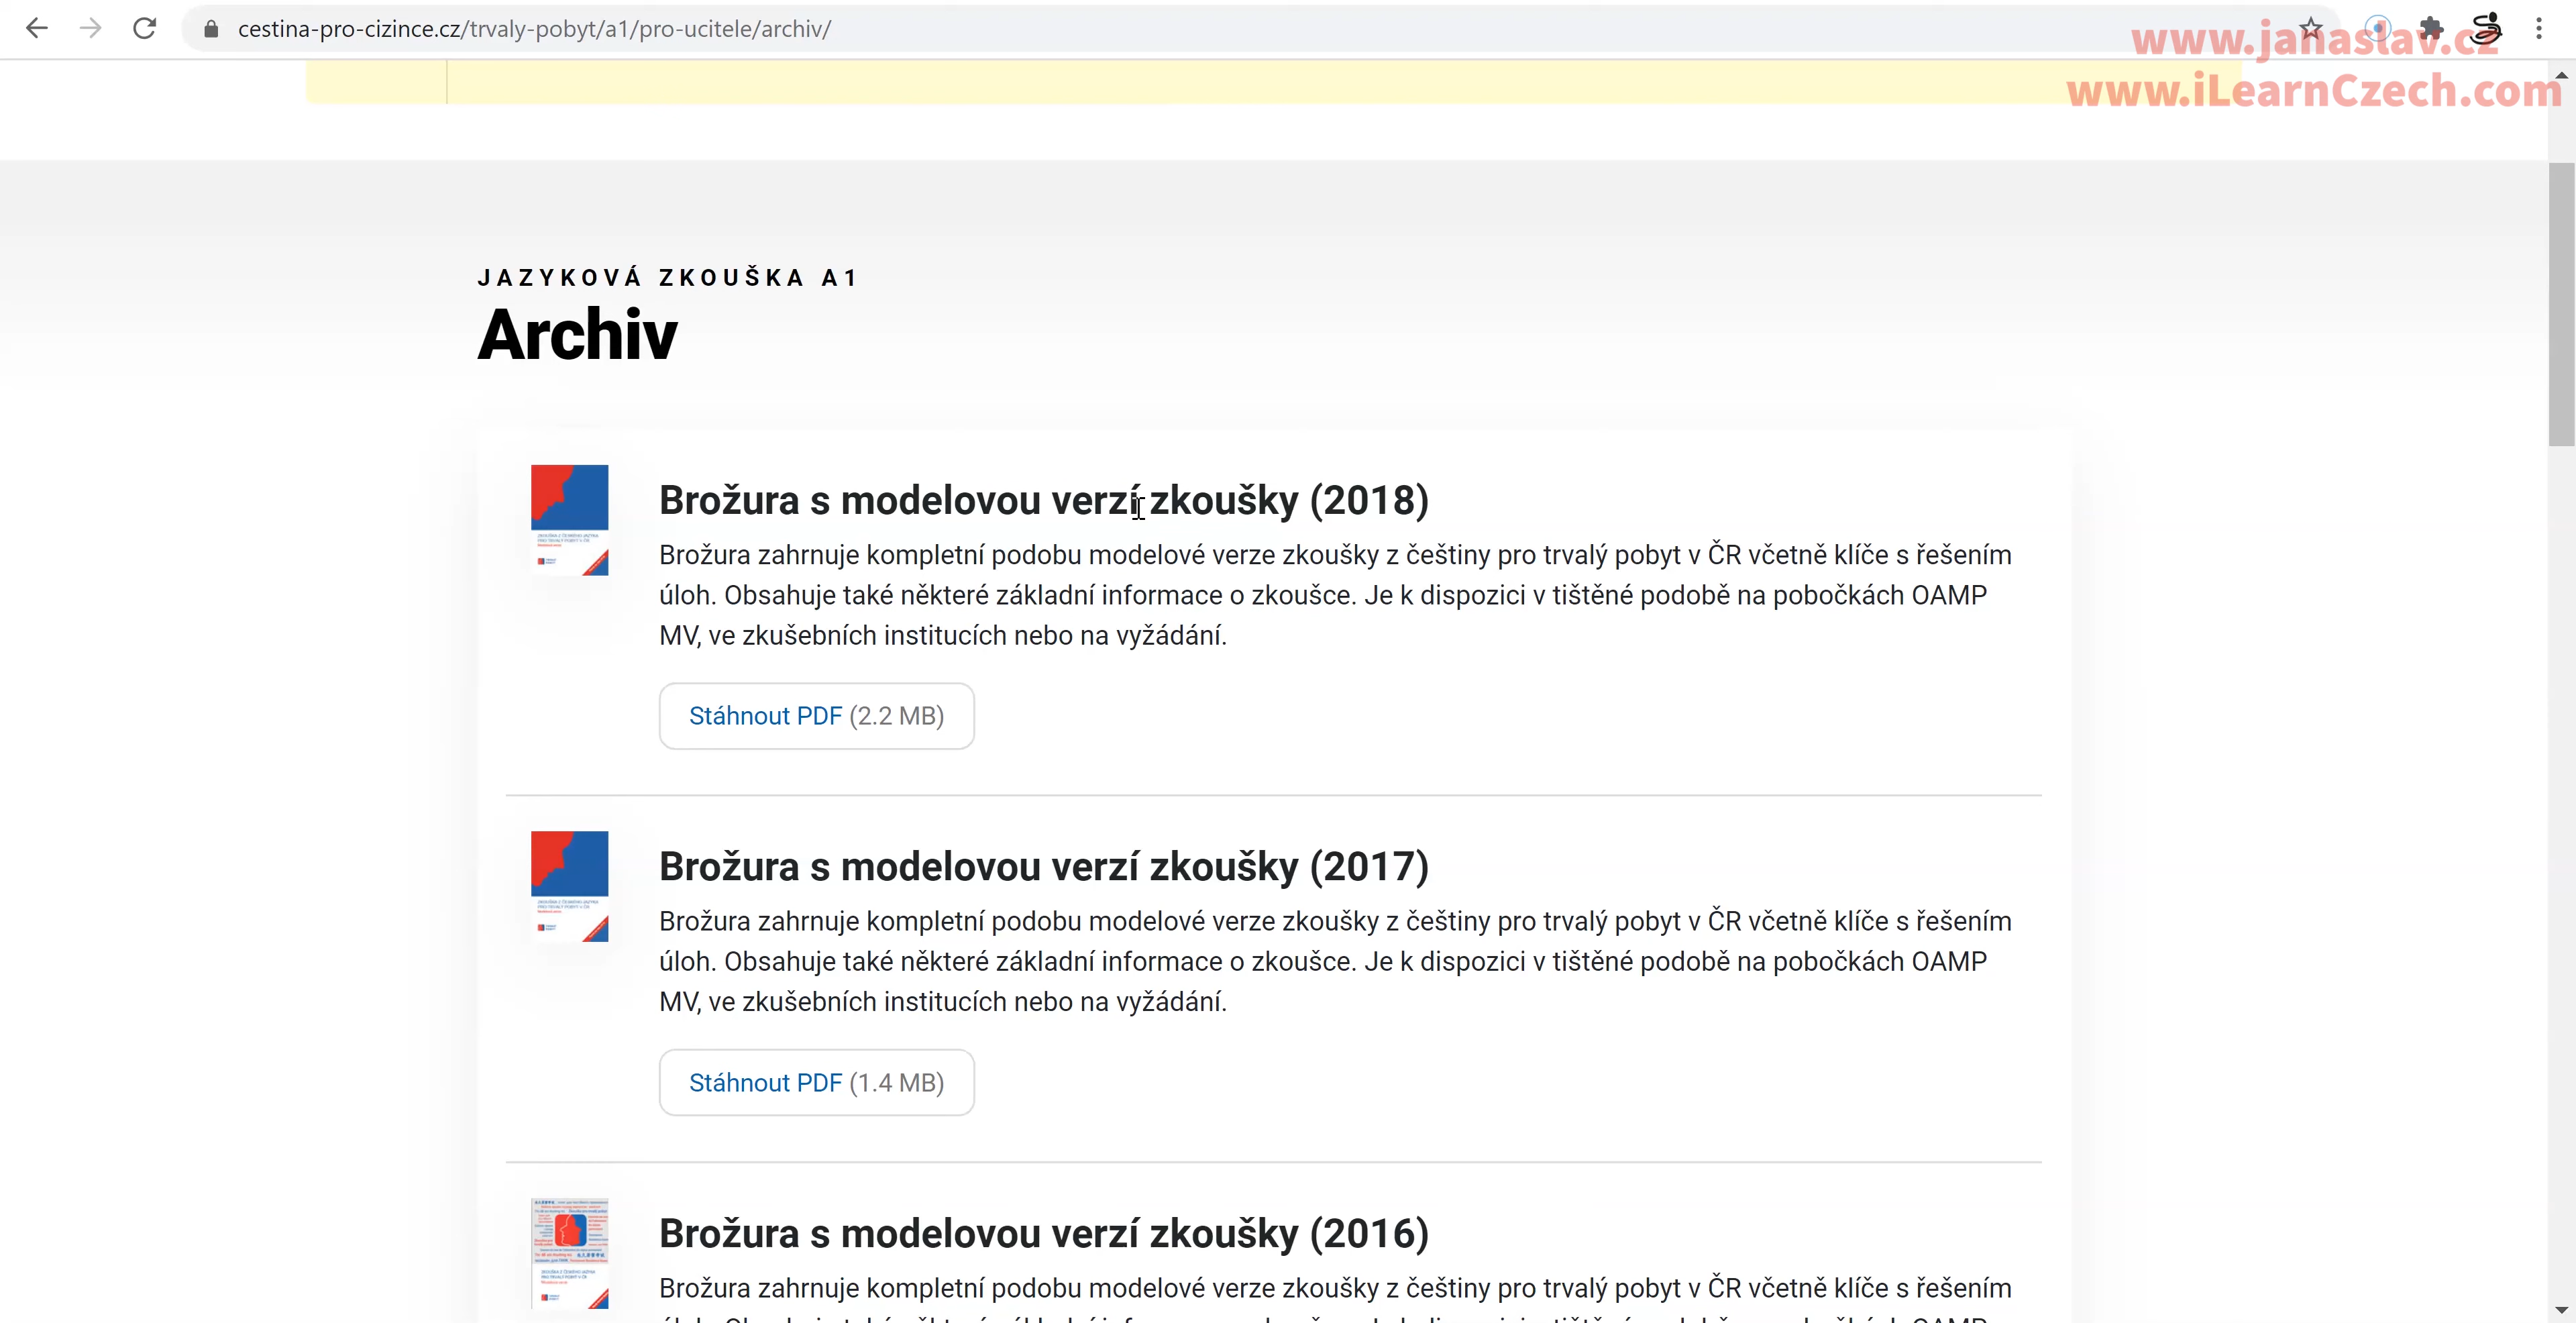 cestina-pro-cizince.cz/trvaly-pobyt/a1/pro-ucitele/archiv/
www.janaslav.cz
www.iLearnCzech.com
JAZYKOVÁ ZKOUŠKA A1
Archiv
Brožura s modelovou verzí zkoušky (2018)
Brožura zahrnuje kompletní podobu modelové verze zkoušky z češtiny pro trvalý pobyt v ČR včetně klíče s řešením
úloh. Obsahuje také některé základní informace o zkoušce. Je k dispozici v tištěné podobě na pobočkách OAMP
MV, ve zkušebních institucích nebo na vyžádání.
Stáhnout PDF (2.2 MB)
Brožura s modelovou verzí zkoušky (2017)
Brožura zahrnuje kompletní podobu modelové verze zkoušky z češtiny pro trvalý pobyt v ČR včetně klíče s řešením
úloh. Obsahuje také některé základní informace o zkoušce. Je k dispozici v tištěné podobě na pobočkách OAMP
MV, ve zkušebních institucích nebo na vyžádání.
Stáhnout PDF (1.4 MB)
Brožura s modelovou verzí zkoušky (2016)
Brožura zahrnuje kompletní podobu modelové verze zkoušky z češtiny pro trvalý pobyt v ČR včetně klíče s řešením